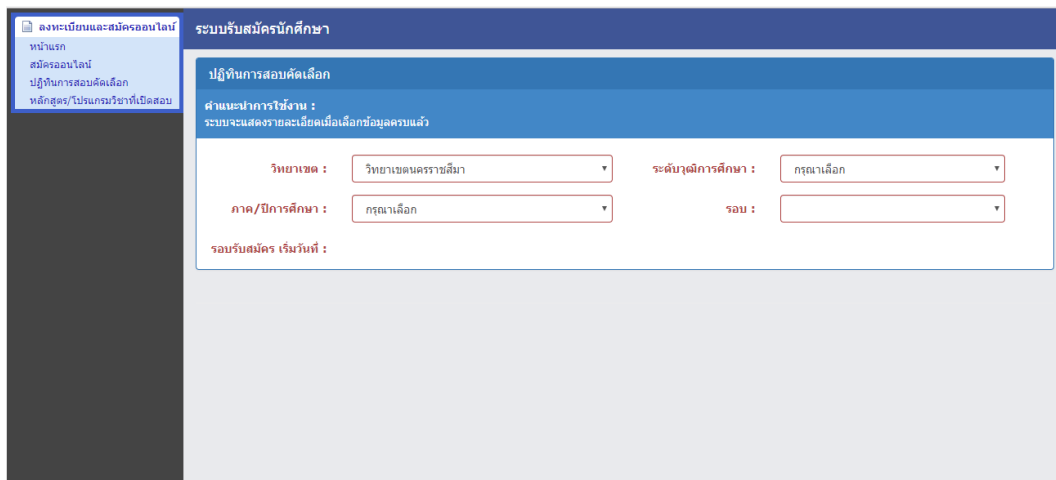 ลงทะเบียนและสมัครออนไลน์
หน้าแรก
สมัครออนไลน์
ปฏิทินการสอบคัดเลือก
หลักสูตร/โปรแกรมวิชาที่เปิดสอบ
ระบบรับสมัครนักศึกษา
ปฏิทินการสอบคัดเลือก
คำแนะนำการใช้งาน :
ระบบจะแสดงรายละเอียดเมื่อเลือกข้อมูลครบแล้ว
วิทยาเขต : วิทยาเขตนครราชสีมา ระดับวุฒิการศึกษา : กรุณาเลือก
ภาค/ปีการศึกษา : กรุณาเลือก รอบ :
รอบรับสมัคร เริ่มวันที่ :